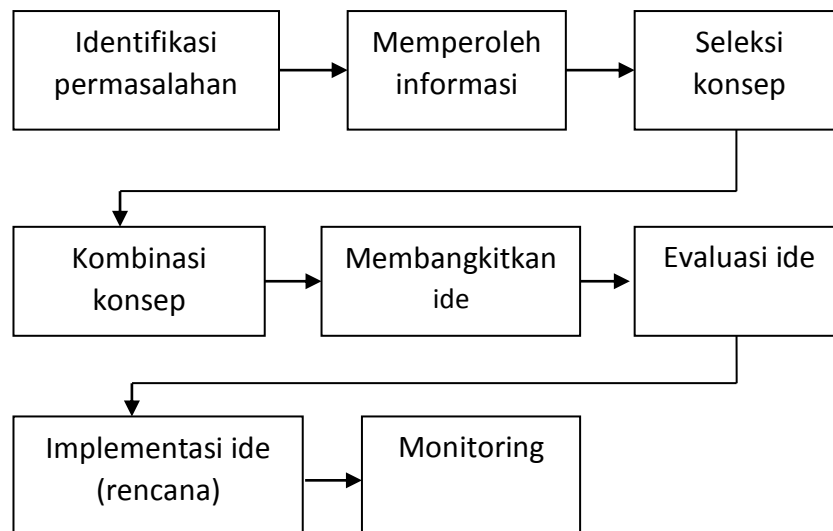 Identifikasi
permasalahan
Memperoleh
informasi
Seleksi
konsep
Kombinasi
konsep
Membangkitkan
ide
Evaluasi ide
Implementasi ide
(rencana)
Monitoring